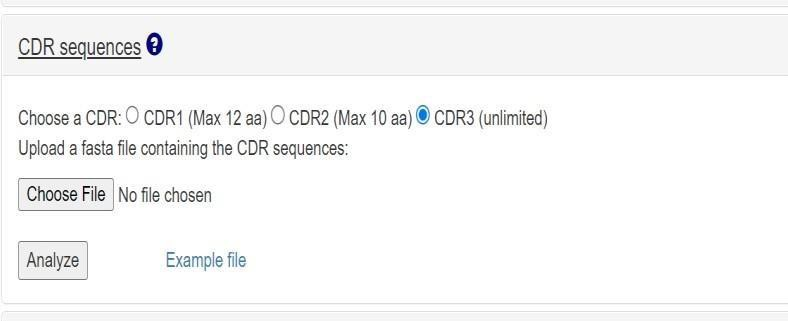 CDR sequences ?
Choose a CDR: CDR1 (Max 12 aa) CDR2 (Max 10 aa) CDR3 (unlimited)
Upload a fasta file containing the CDR sequences:
Choose File No file chosen
Analyze Example file